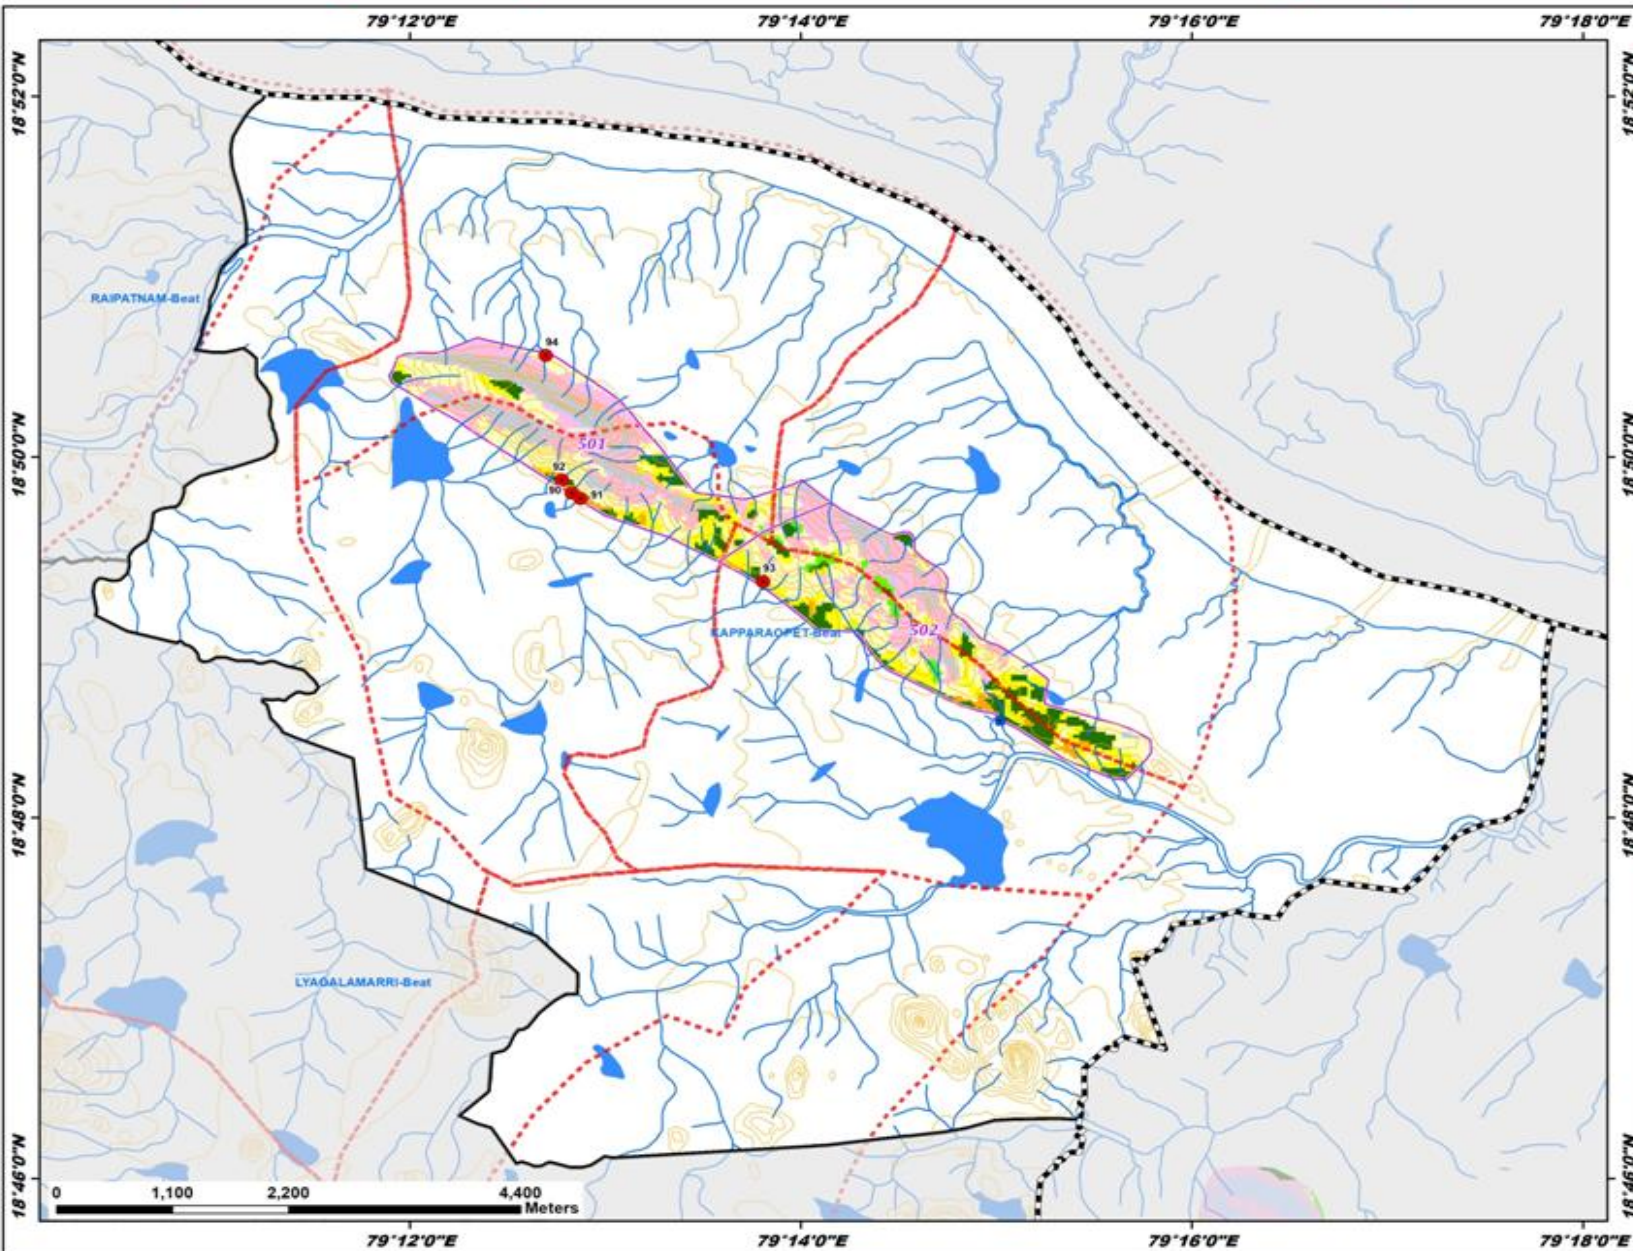 79°12'0"E 79°14'0"E 79°16'0"E 79°18'0"E
18°52'0"N 18°52'0"N
RAIPATNAM-Beat
94
501
18°50'0"N 18°50'0"N
92
90 91
93
KAPPARAOPET-Beat
502
18°48'0"N 18°48'0"N
LYAGALAMARRI-Beat
18°46'0"N 18°46'0"N
0 1,100 2,200 4,400
Meters
79°12'0"E 79°14'0"E 79°16'0"E 79°18'0"E